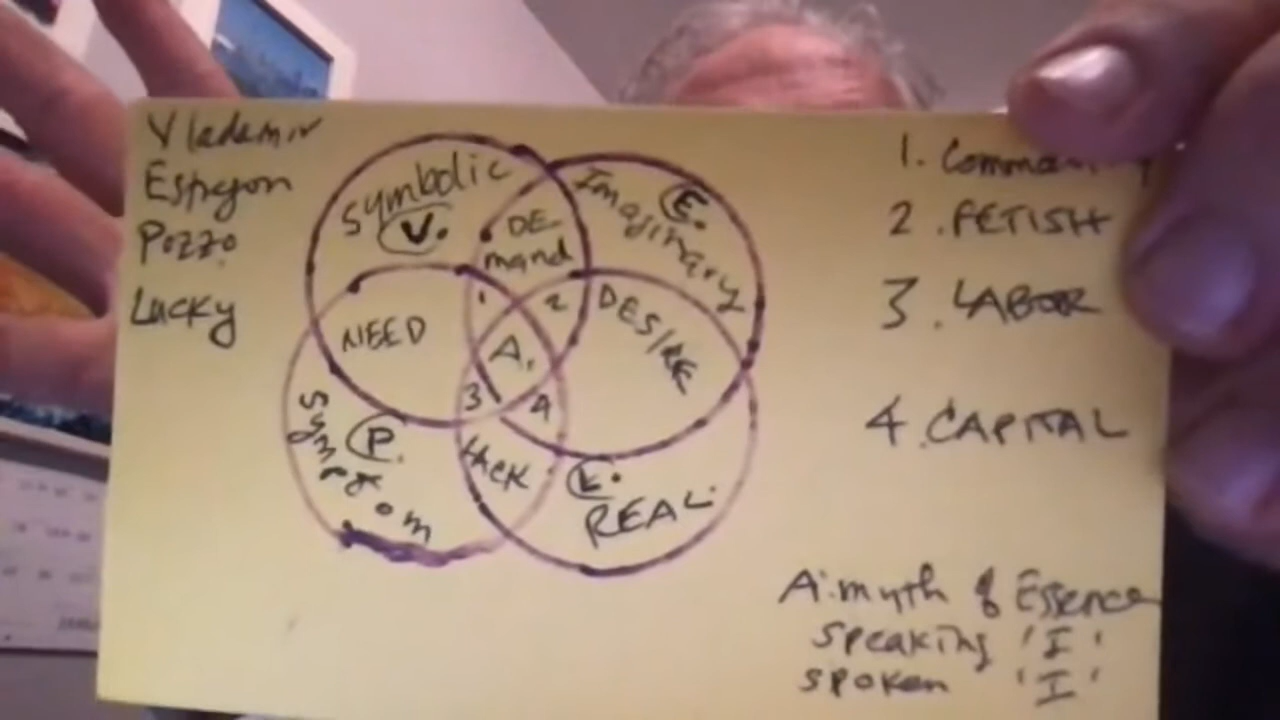 Vlademir
Estragon
Pozzo
Lucky
Symbolic
V.
DE-
mand
Imaginary
E.
NEED
1
2
DESIRE
A.
3
4
Symptom
P.
LACK
L.
REAL
1.
2. FETISH
3. LABOR
4. CAPITAL
A: myth of Essence
speaking 'I'
spoken 'I'